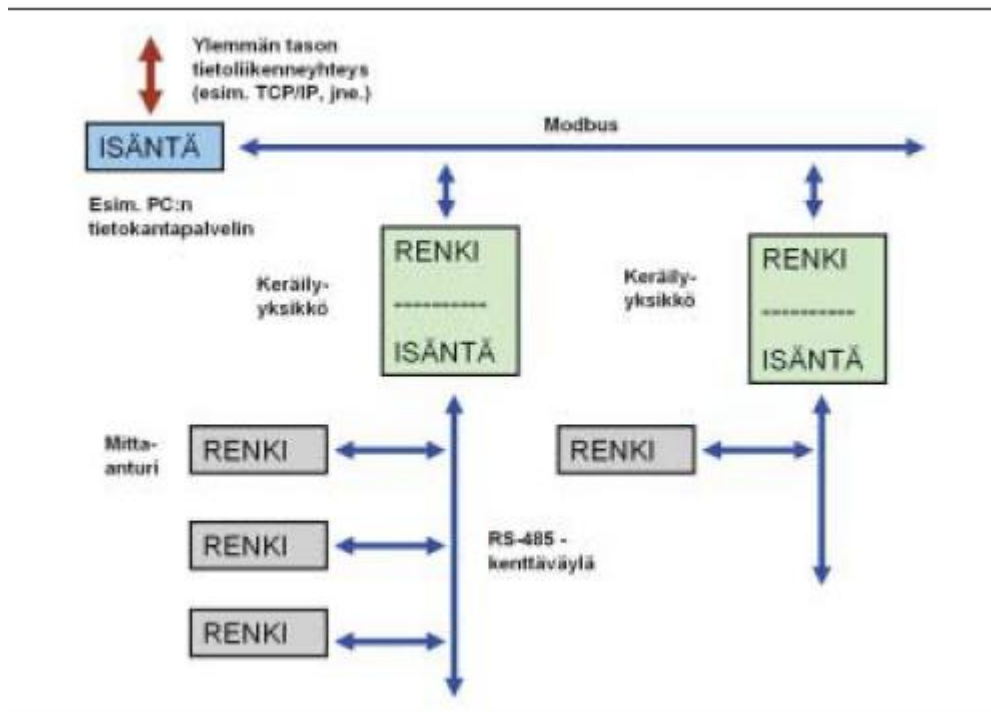 Ylemmän tason
tietoliikenneyhteys
(esim. TCP/IP, jne.)
ISÄNTÄ
Modbus
Esim. PC:n
tietokantapalvelin
Keräily-
yksikkö
RENKI
----------
ISÄNTÄ
Keräily-
yksikkö
RENKI
----------
ISÄNTÄ
Mitta-
anturi
RENKI
RENKI
RENKI
RENKI
RS-485 -
kenttäväylä